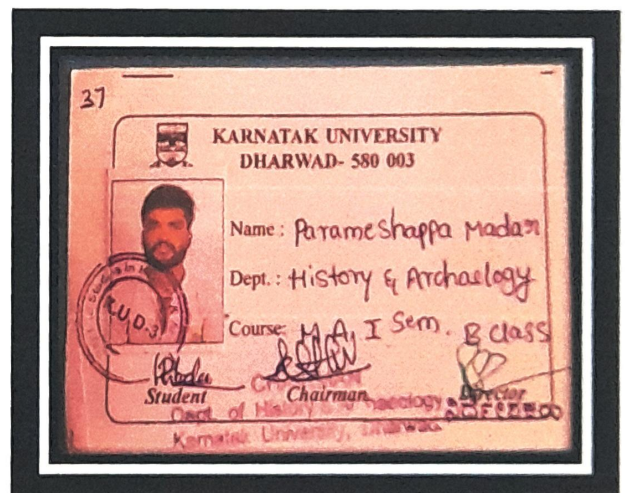 37
KARNATAK UNIVERSITY
DHARWAD- 580 003
Name : Parameshappa Madar
Dept. : History & Archaelogy
Course: M.A. I Sem. B class
K.U.D-3
Student Chairman Director
Dept. of History & Archaeology
Karnatak University, Dharwad